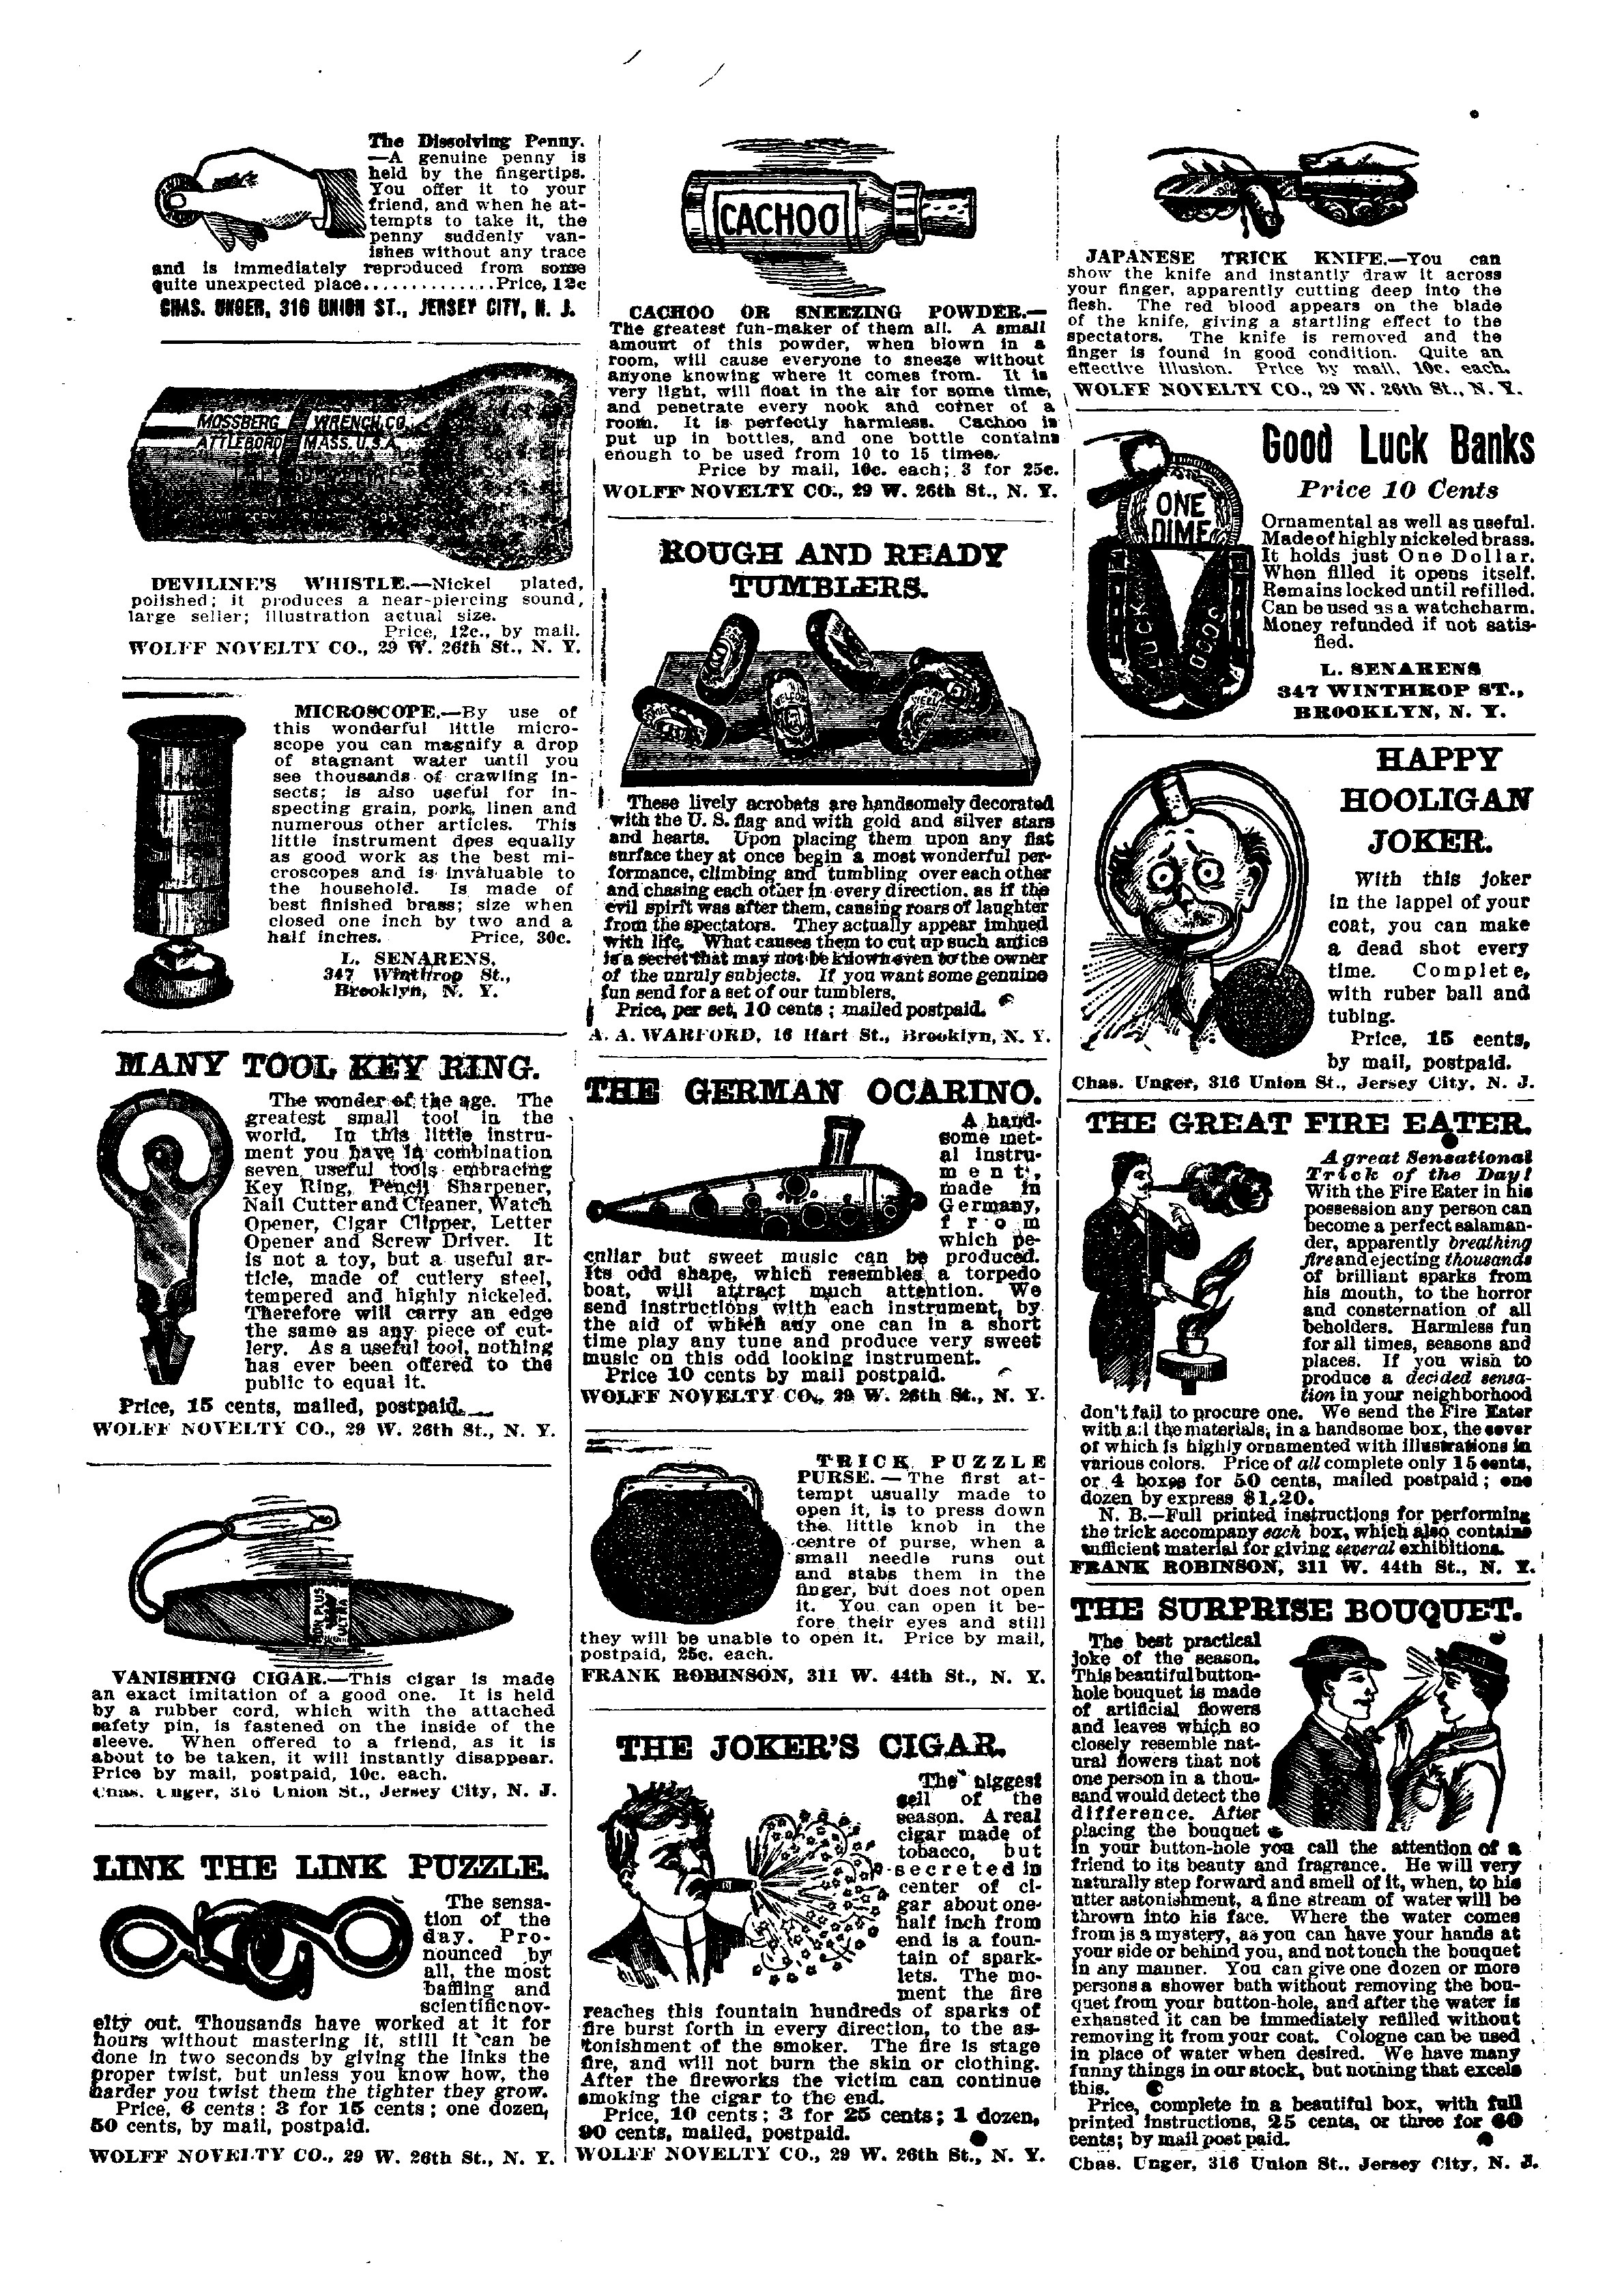 The Dissolving Penny.
—A genuine penny is
held by the fingertips.
You offer it to your
friend, and when he at-
tempts to take it, the
penny suddenly van-
ishes without any trace
and is immediately reproduced from some
quite unexpected place.............Price, 12c
CHAS. UNGER, 316 UNION ST., JERSEY CITY, N. J.
MOSSBERG WRENCH CO.
ATTLEBORO MASS. U.S.A.
DEVILINE'S WHISTLE.—Nickel plated,
polished; it produces a near-piercing sound,
large seller; illustration actual size.
Price, 12c., by mail.
WOLFF NOVELTY CO., 29 W. 26th St., N. Y.
MICROSCOPE.—By use of
this wonderful little micro-
scope you can magnify a drop
of stagnant water until you
see thousands of crawling in-
sects; is also useful for in-
specting grain, pork, linen and
numerous other articles. This
little instrument does equally
as good work as the best mi-
croscopes and is invaluable to
the household. Is made of
best finished brass; size when
closed one inch by two and a
half inches. Price, 30c.
L. SENARENS,
347 Winthrop St.,
Brooklyn, N. Y.
MANY TOOL KEY RING.
The wonder of the age. The
greatest small tool in the
world. In this little instru-
ment you have in combination
seven useful tools embracing
Key Ring, Pencil Sharpener,
Nail Cutter and Cleaner, Watch
Opener, Cigar Clipper, Letter
Opener and Screw Driver. It
is not a toy, but a useful ar-
ticle, made of cutlery steel,
tempered and highly nickeled.
Therefore will carry an edge
the same as any piece of cut-
lery. As a useful tool, nothing
has ever been offered to the
public to equal it.
Price, 15 cents, mailed, postpaid.
WOLFF NOVELTY CO., 29 W. 26th St., N. Y.
NON PLUS
ULTRA
VANISHING CIGAR.—This cigar is made
an exact imitation of a good one. It is held
by a rubber cord, which with the attached
safety pin, is fastened on the inside of the
sleeve. When offered to a friend, as it is
about to be taken, it will instantly disappear.
Price by mail, postpaid, 10c. each.
Chas. Unger, 316 Union St., Jersey City, N. J.
LINK THE LINK PUZZLE.
The sensa-
tion of the
day. Pro-
nounced by
all, the most
baffling and
scientific nov-
elty out. Thousands have worked at it for
hours without mastering it, still it can be
done in two seconds by giving the links the
proper twist, but unless you know how, the
harder you twist them the tighter they grow.
Price, 6 cents; 3 for 15 cents; one dozen,
50 cents, by mail, postpaid.
WOLFF NOVELTY CO., 29 W. 26th St., N. Y.
CACHOO
CACHOO OR SNEEZING POWDER.—
The greatest fun-maker of them all. A small
amount of this powder, when blown in a
room, will cause everyone to sneeze without
anyone knowing where it comes from. It is
very light, will float in the air for some time,
and penetrate every nook and corner of a
room. It is perfectly harmless. Cachoo is
put up in bottles, and one bottle contains
enough to be used from 10 to 15 times.
Price by mail, 10c. each; 3 for 25c.
WOLFF NOVELTY CO., 29 W. 26th St., N. Y.
ROUGH AND READY
TUMBLERS.
These lively acrobats are handsomely decorated
with the U. S. flag and with gold and silver stars
and hearts. Upon placing them upon any flat
surface they at once begin a most wonderful per-
formance, climbing and tumbling over each other
and chasing each other in every direction, as if the
evil spirit was after them, causing roars of laughter
from the spectators. They actually appear imbued
with life. What causes them to cut up such antics
is a secret that may not be known even to the owner
of the unruly subjects. If you want some genuine
fun send for a set of our tumblers.
Price, per set, 10 cents; mailed postpaid.
A. A. WARFORD, 16 Hart St., Brooklyn, N. Y.
THE GERMAN OCARINO.
A hand-
some met-
al instru-
ment,
made in
Germany,
from
which pe-
culiar but sweet music can be produced.
Its odd shape, which resembles a torpedo
boat, will attract much attention. We
send instructions with each instrument, by
the aid of which any one can in a short
time play any tune and produce very sweet
music on this odd looking instrument.
Price 10 cents by mail postpaid.
WOLFF NOVELTY CO., 29 W. 26th St., N. Y.
TRICK PUZZLE
PURSE.—The first at-
tempt usually made to
open it, is to press down
the little knob in the
centre of purse, when a
small needle runs out
and stabs them in the
finger, but does not open
it. You can open it be-
fore their eyes and still
they will be unable to open it. Price by mail,
postpaid, 25c. each.
FRANK ROBINSON, 311 W. 44th St., N. Y.
THE JOKER'S CIGAR.
The biggest
sell of the
season. A real
cigar made of
tobacco, but
secreted in
center of ci-
gar about one-
half inch from
end is a foun-
tain of spark-
lets. The mo-
ment the fire
reaches this fountain hundreds of sparks of
fire burst forth in every direction, to the as-
tonishment of the smoker. The fire is stage
fire, and will not burn the skin or clothing.
After the fireworks the victim can continue
smoking the cigar to the end.
Price, 10 cents; 3 for 25 cents; 1 dozen,
90 cents, mailed, postpaid.
WOLFF NOVELTY CO., 29 W. 26th St., N. Y.
JAPANESE TRICK KNIFE.—You can
show the knife and instantly draw it across
your finger, apparently cutting deep into the
flesh. The red blood appears on the blade
of the knife, giving a startling effect to the
spectators. The knife is removed and the
finger is found in good condition. Quite an
effective illusion. Price by mail, 10c. each.
WOLFF NOVELTY CO., 29 W. 26th St., N. Y.
ONE
DIME
LUCK
GOOD
Good Luck Banks
Price 10 Cents
Ornamental as well as useful.
Made of highly nickeled brass.
It holds just One Dollar.
When filled it opens itself.
Remains locked until refilled.
Can be used as a watchcharm.
Money refunded if not satis-
fied.
L. SENARENS
347 WINTHROP ST.,
BROOKLYN, N. Y.
HAPPY
HOOLIGAN
JOKER.
With this joker
in the lappel of your
coat, you can make
a dead shot every
time. Complete,
with ruber ball and
tubing.
Price, 15 cents,
by mail, postpaid.
Chas. Unger, 316 Union St., Jersey City, N. J.
THE GREAT FIRE EATER.
A great Sensational
Trick of the Day!
With the Fire Eater in his
possession any person can
become a perfect salaman-
der, apparently breathing
fire and ejecting thousands
of brilliant sparks from
his mouth, to the horror
and consternation of all
beholders. Harmless fun
for all times, seasons and
places. If you wish to
produce a decided sensa-
tion in your neighborhood
don't fail to procure one. We send the Fire Eater
with all the materials, in a handsome box, the cover
of which is highly ornamented with illustrations in
various colors. Price of all complete only 15 cents,
or 4 boxes for 50 cents, mailed postpaid; one
dozen by express $1.20.
N. B.—Full printed instructions for performing
the trick accompany each box, which also contains
sufficient material for giving several exhibitions.
FRANK ROBINSON, 311 W. 44th St., N. Y.
THE SURPRISE BOUQUET.
The best practical
joke of the season.
This beautiful button-
hole bouquet is made
of artificial flowers
and leaves which so
closely resemble nat-
ural flowers that not
one person in a thou-
sand would detect the
difference. After
placing the bouquet
in your button-hole you call the attention of a
friend to its beauty and fragrance. He will very
naturally step forward and smell of it, when, to his
utter astonishment, a fine stream of water will be
thrown into his face. Where the water comes
from is a mystery, as you can have your hands at
your side or behind you, and not touch the bouquet
in any manner. You can give one dozen or more
persons a shower bath without removing the bou-
quet from your button-hole, and after the water is
exhausted it can be immediately refilled without
removing it from your coat. Cologne can be used
in place of water when desired. We have many
funny things in our stock, but nothing that excels
this.
Price, complete in a beautiful box, with full
printed instructions, 25 cents, or three for 60
cents; by mail post paid.
Chas. Unger, 316 Union St., Jersey City, N. J.